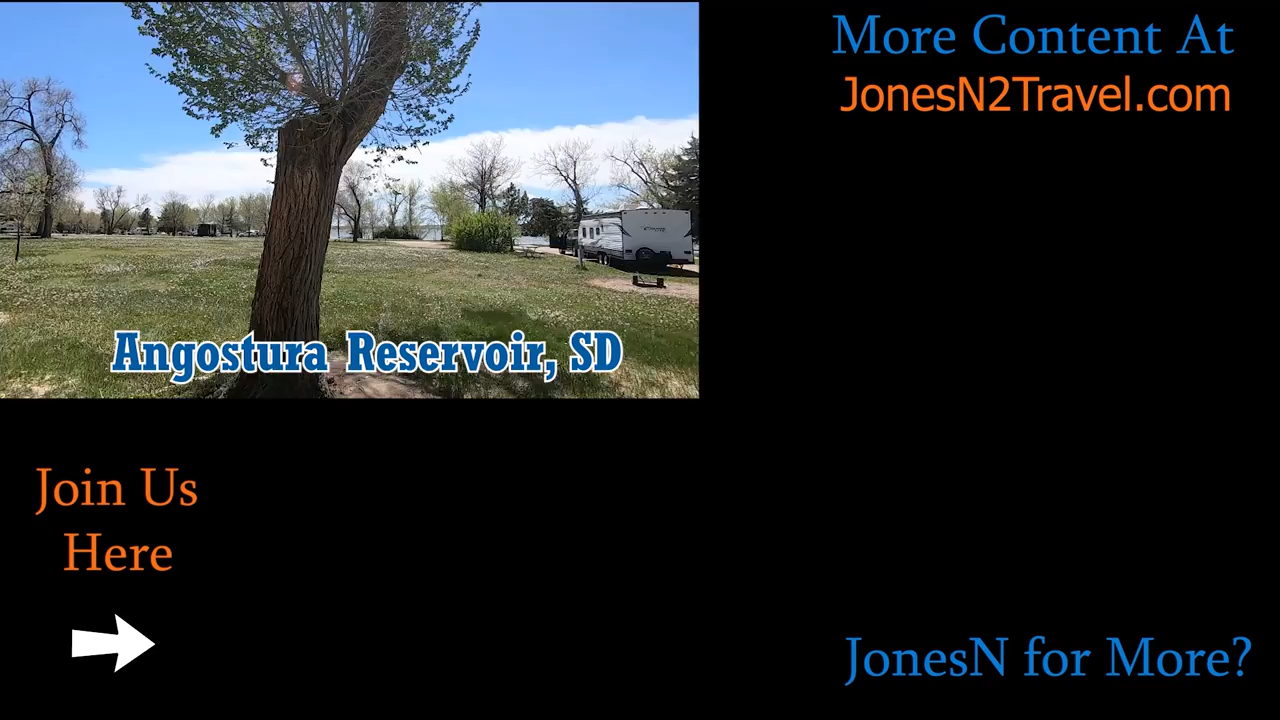 More Content At
JonesN2Travel.com
Angostura Reservoir, SD
Join Us
Here
JonesN for More?